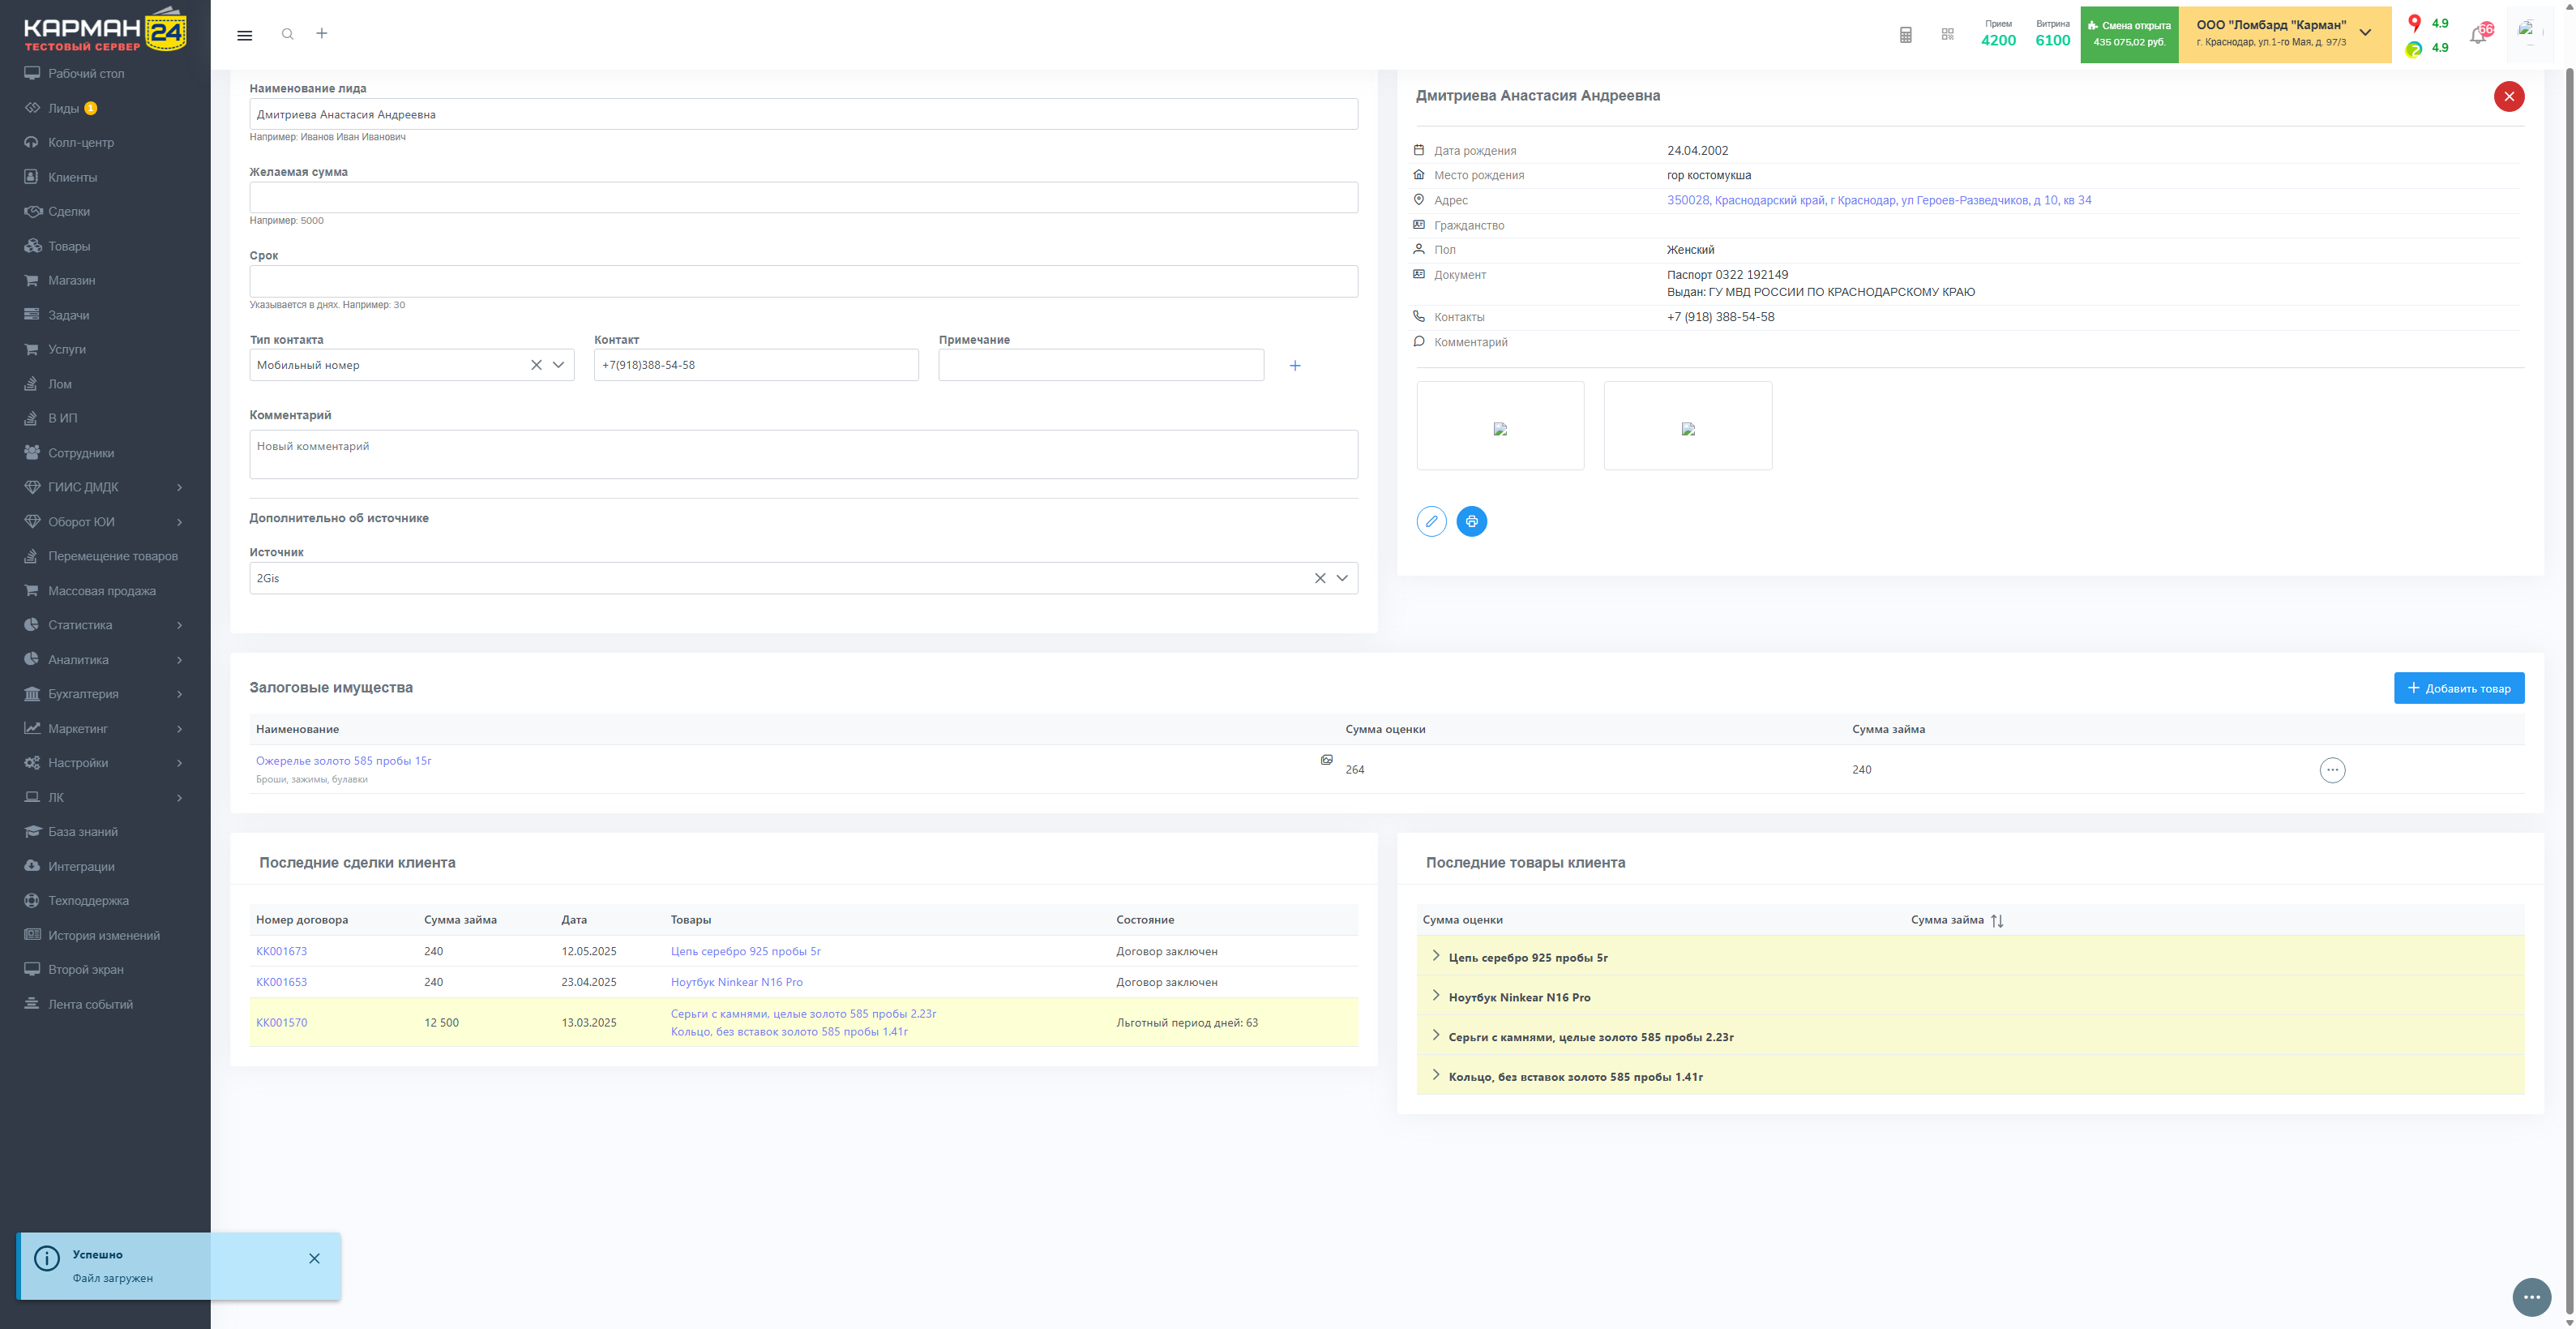 КАРМАН 24
ТЕСТОВЫЙ СЕРВЕР
Рабочий стол
Лиды 1
Колл-центр
Клиенты
Сделки
Товары
Магазин
Задачи
Услуги
Лом
В ИП
Сотрудники
ГИИС ДМДК
Оборот ЮИ
Перемещение товаров
Массовая продажа
Статистика
Аналитика
Бухгалтерия
Маркетинг
Настройки
ЛК
База знаний
Интеграции
Техподдержка
История изменений
Второй экран
Лента событий
Прием
4200
Витрина
6100
Смена открыта
435 075,02 руб.
ООО "Ломбард "Карман"
г. Краснодар, ул.1-го Мая, д. 97/3
4.9
4.9
Наименование лида
Дмитриева Анастасия Андреевна
Например: Иванов Иван Иванович
Желаемая сумма
Например: 5000
Срок
Указывается в днях. Например: 30
Тип контакта Контакт Примечание
Мобильный номер +7(918)388-54-58
Комментарий
Новый комментарий
Дополнительно об источнике
Источник
2Gis
Дмитриева Анастасия Андреевна
Дата рождения 24.04.2002
Место рождения гор костомукша
Адрес 350028, Краснодарский край, г Краснодар, ул Героев-Разведчиков, д 10, кв 34
Гражданство
Пол Женский
Документ Паспорт 0322 192149
Выдан: ГУ МВД РОССИИ ПО КРАСНОДАРСКОМУ КРАЮ
Контакты +7 (918) 388-54-58
Комментарий
Залоговые имущества
Добавить товар
Наименование Сумма оценки Сумма займа
Ожерелье золото 585 пробы 15г
Броши, зажимы, булавки
264 240
Последние сделки клиента
Номер договора Сумма займа Дата Товары Состояние
КК001673 240 12.05.2025 Цепь серебро 925 пробы 5г Договор заключен
КК001653 240 23.04.2025 Ноутбук Ninkear N16 Pro Договор заключен
КК001570 12 500 13.03.2025 Серьги с камнями, целые золото 585 пробы 2.23г Льготный период дней: 63
Кольцо, без вставок золото 585 пробы 1.41г
Последние товары клиента
Сумма оценки Сумма займа
Цепь серебро 925 пробы 5г
Ноутбук Ninkear N16 Pro
Серьги с камнями, целые золото 585 пробы 2.23г
Кольцо, без вставок золото 585 пробы 1.41г
Успешно
Файл загружен